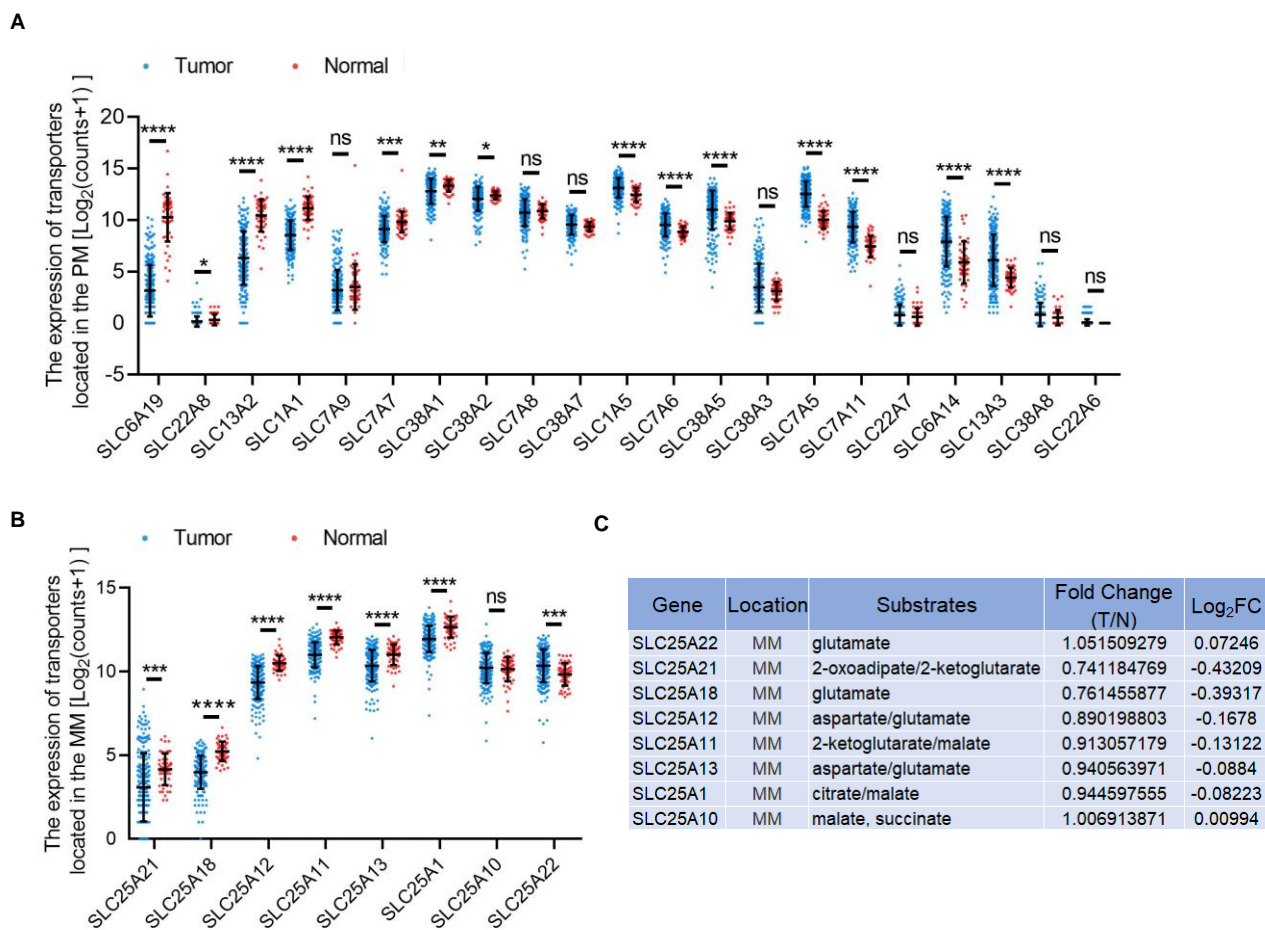 A
Tumor Normal
The expression of transporters
located in the PM [Log2(counts+1) ]
20
15
10
5
0
-5
**** * **** **** ns *** ** * ns ns **** **** **** ns **** **** ns **** **** ns ns
SLC6A19 SLC22A8 SLC13A2 SLC1A1 SLC7A9 SLC7A7 SLC38A1 SLC38A2 SLC7A8 SLC38A7 SLC1A5 SLC7A6 SLC38A5 SLC38A3 SLC7A5 SLC7A11 SLC22A7 SLC6A14 SLC13A3 SLC38A8 SLC22A6
B
Tumor Normal
The expression of transporters
located in the MM [Log2(counts+1) ]
15
10
5
0
*** **** **** **** **** **** ns ***
SLC25A21 SLC25A18 SLC25A12 SLC25A11 SLC25A13 SLC25A1 SLC25A10 SLC25A22
C
Gene Location Substrates Fold Change (T/N) Log2FC
SLC25A22 MM glutamate 1.051509279 0.07246
SLC25A21 MM 2-oxoadipate/2-ketoglutarate 0.741184769 -0.43209
SLC25A18 MM glutamate 0.761455877 -0.39317
SLC25A12 MM aspartate/glutamate 0.890198803 -0.1678
SLC25A11 MM 2-ketoglutarate/malate 0.913057179 -0.13122
SLC25A13 MM aspartate/glutamate 0.940563971 -0.0884
SLC25A1 MM citrate/malate 0.944597555 -0.08223
SLC25A10 MM malate, succinate 1.006913871 0.00994